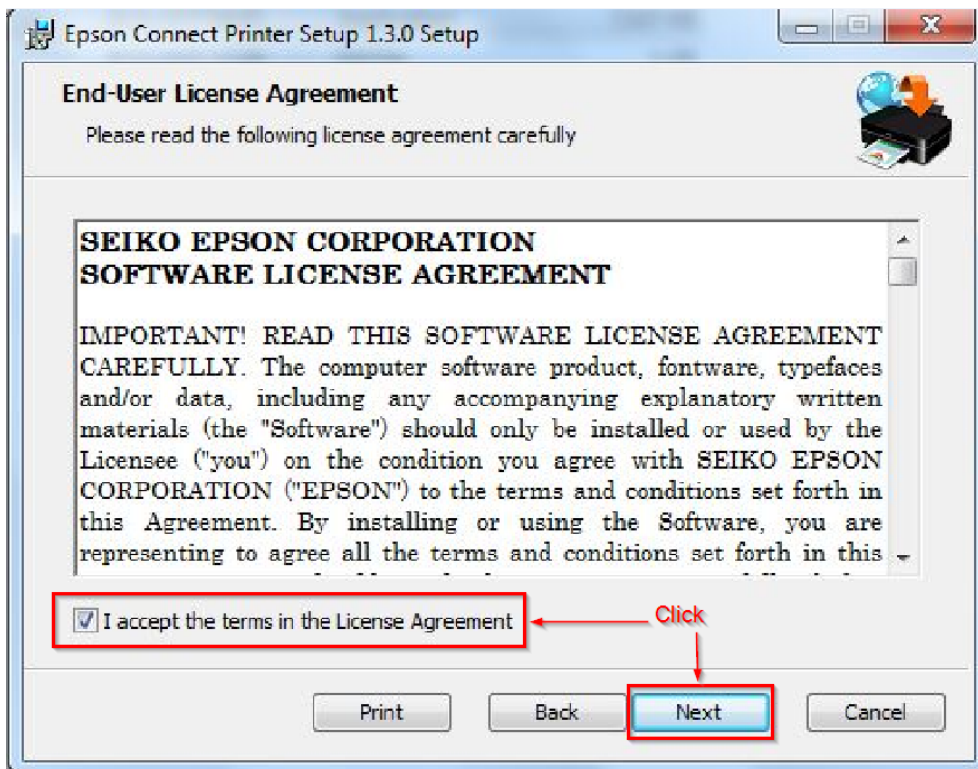 Epson Connect Printer Setup 1.3.0 Setup
End-User License Agreement
Please read the following license agreement carefully
SEIKO EPSON CORPORATION
SOFTWARE LICENSE AGREEMENT
IMPORTANT! READ THIS SOFTWARE LICENSE AGREEMENT
CAREFULLY. The computer software product, fontware, typefaces
and/or data, including any accompanying explanatory written
materials (the "Software") should only be installed or used by the
Licensee ("you") on the condition you agree with SEIKO EPSON
CORPORATION ("EPSON") to the terms and conditions set forth in
this Agreement. By installing or using the Software, you are
representing to agree all the terms and conditions set forth in this
I accept the terms in the License Agreement
Click
Print Back Next Cancel